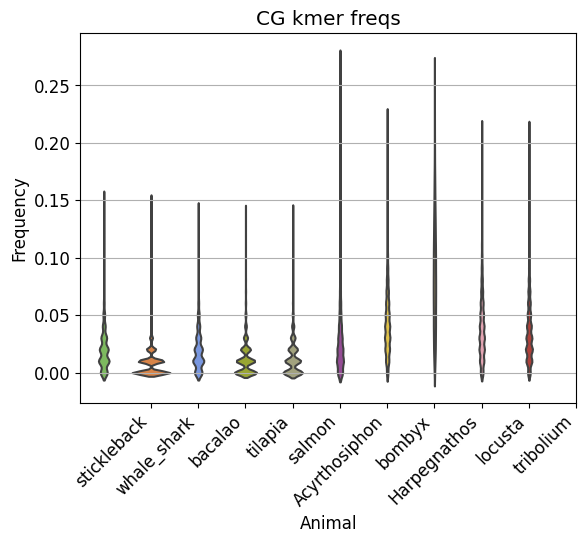 CG kmer freqs
Frequency
0.25
0.20
0.15
0.10
0.05
0.00
stickleback
whale_shark
bacalao
tilapia
salmon
Acyrthosiphon
bombyx
Harpegnathos
locusta
tribolium
Animal